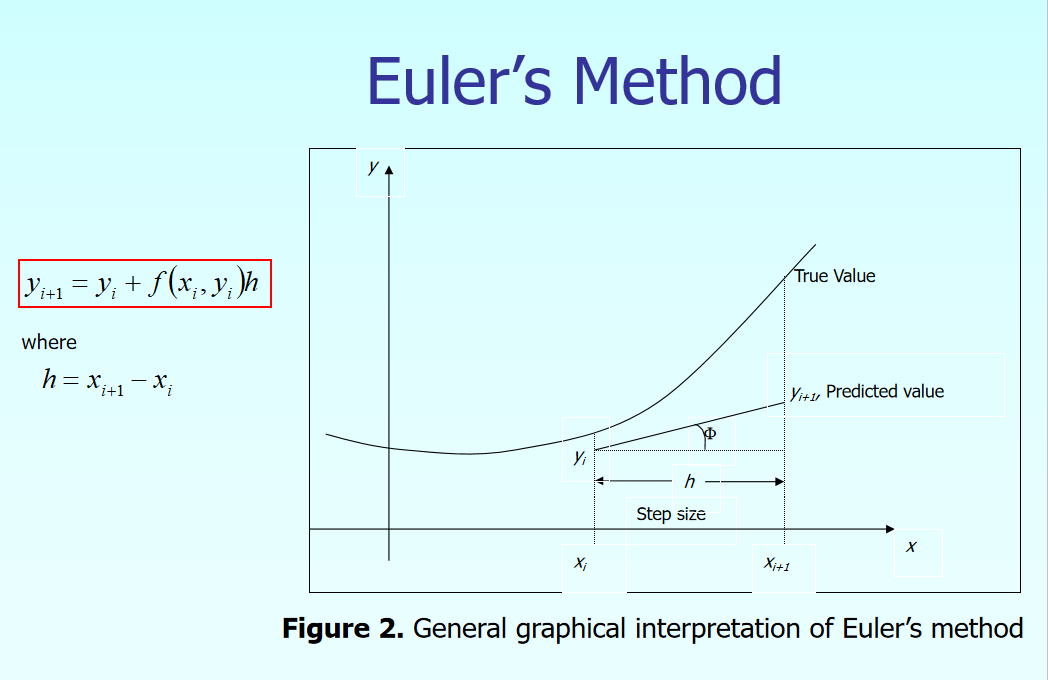 Euler's Method
y
y_{i+1} = y_i + f(x_i, y_i)h
where
h = x_{i+1} − x_i
True Value
y_{i+1}, Predicted value
Φ
y_i
h
Step size
x
x_i
x_{i+1}
Figure 2. General graphical interpretation of Euler's method